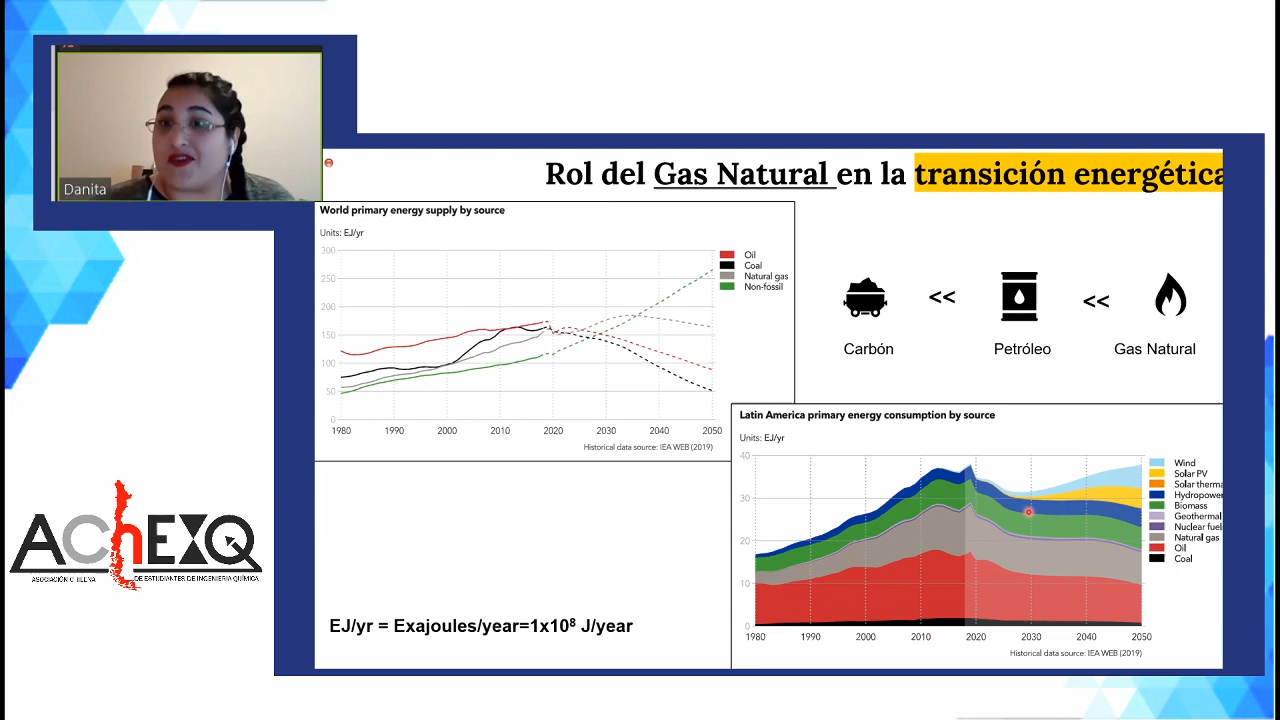 Danita
Rol del Gas Natural en la transición energética
World primary energy supply by source
Units: EJ/yr
300
250
200
150
100
50
0
1980 1990 2000 2010 2020 2030 2040 2050
Historical data source: IEA WEB (2019)
Oil
Coal
Natural gas
Non-fossil
<< <<
Carbón Petróleo Gas Natural
Latin America primary energy consumption by source
Units: EJ/yr
40
30
20
10
0
1980 1990 2000 2010 2020 2030 2040 2050
Historical data source: IEA WEB (2019)
Wind
Solar PV
Solar therma
Hydropower
Biomass
Geothermal
Nuclear fuel
Natural gas
Oil
Coal
EJ/yr = Exajoules/year=1x10⁸ J/year
AChEXQ
ASOCIACIÓN CHILENA DE ESTUDIANTES DE INGENIERIA QUÍMICA